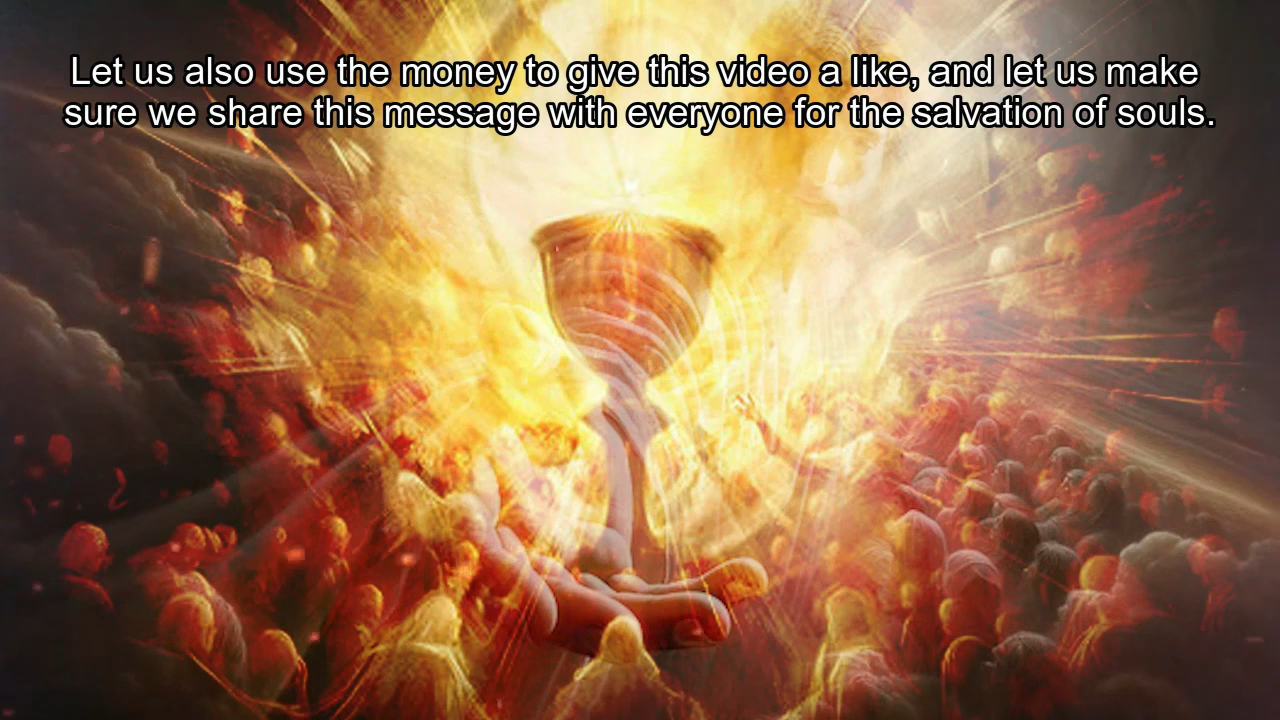 Let us also use the money to give this video a like, and let us make
sure we share this message with everyone for the salvation of souls.